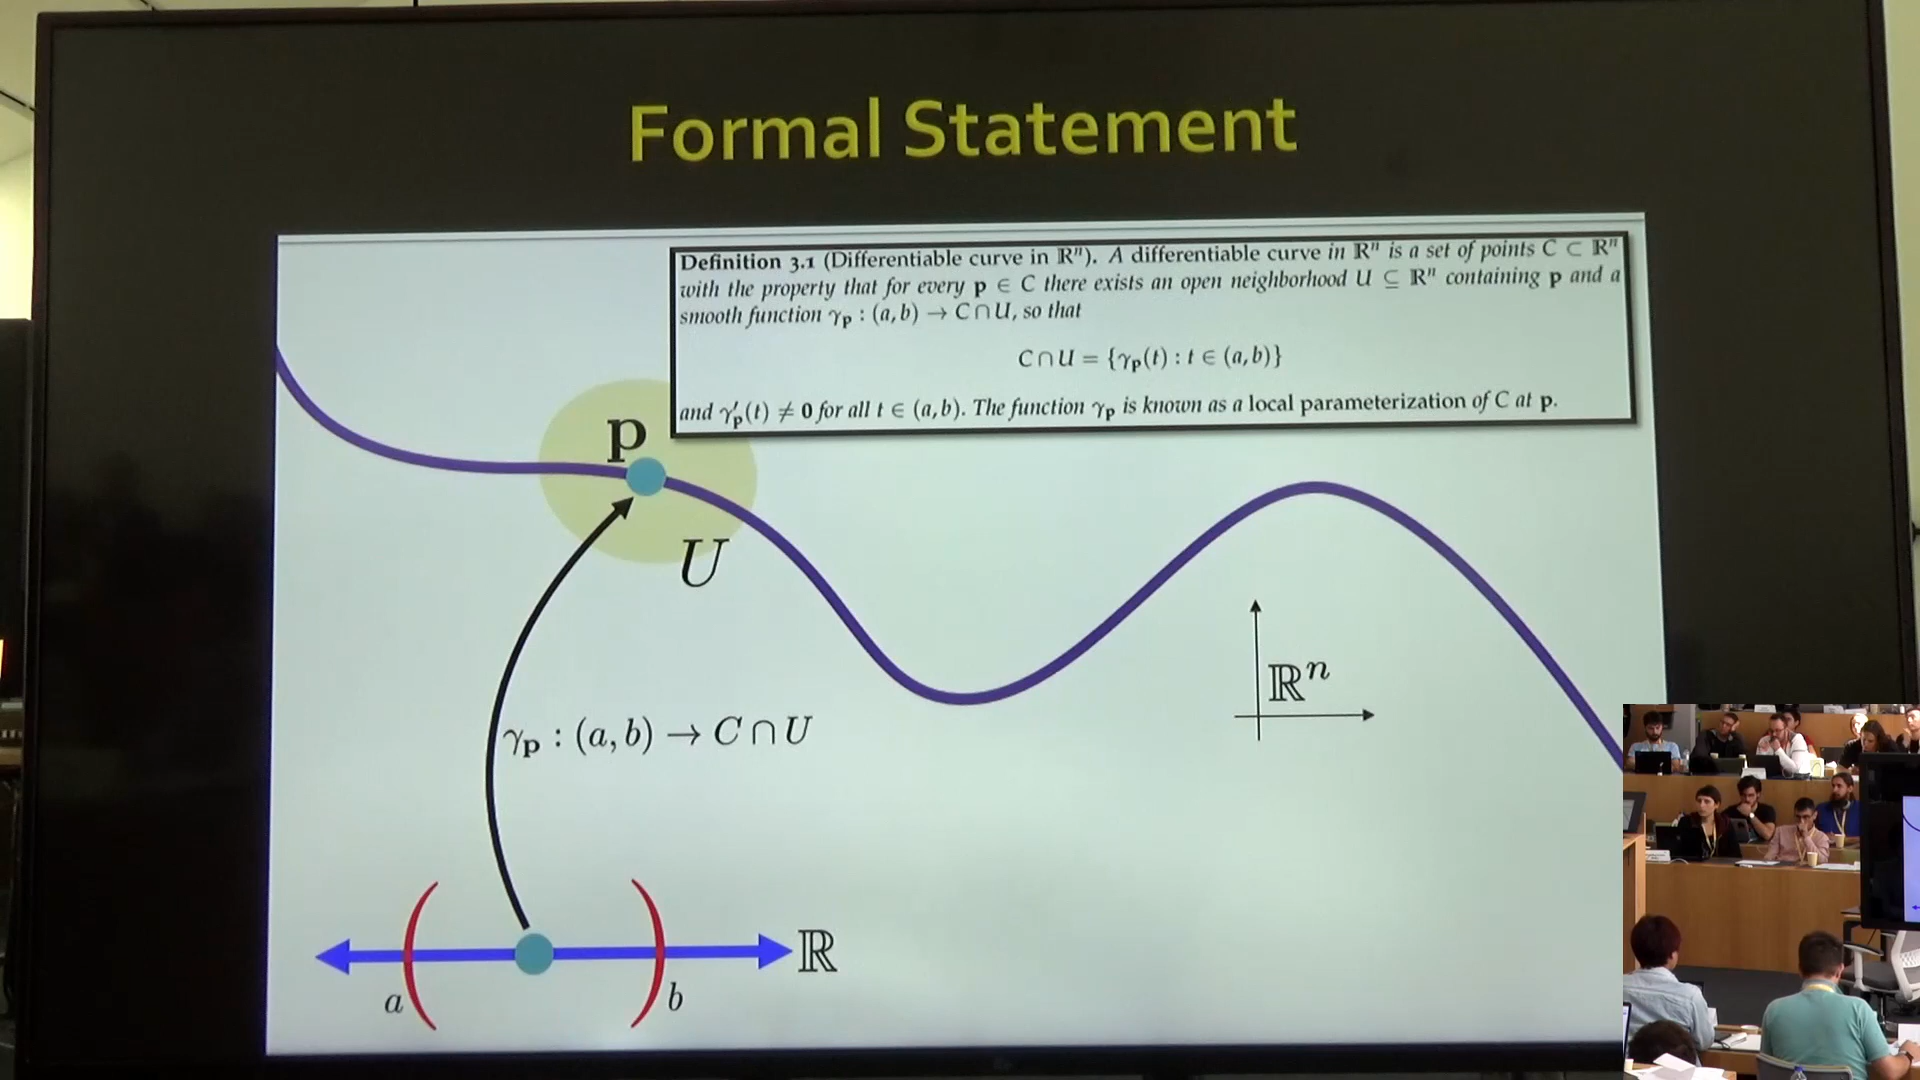 Formal Statement
Definition 3.1 (Differentiable curve in ℝⁿ). A differentiable curve in ℝⁿ is a set of points C ⊂ ℝⁿ
with the property that for every p ∈ C there exists an open neighborhood U ⊆ ℝⁿ containing p and a
smooth function γₚ : (a, b) → C ∩ U, so that
C ∩ U = {γₚ(t) : t ∈ (a, b)}
and γ′ₚ(t) ≠ 0 for all t ∈ (a, b). The function γₚ is known as a local parameterization of C at p.
p
U
ℝⁿ
γₚ : (a, b) → C ∩ U
ℝ
a
b